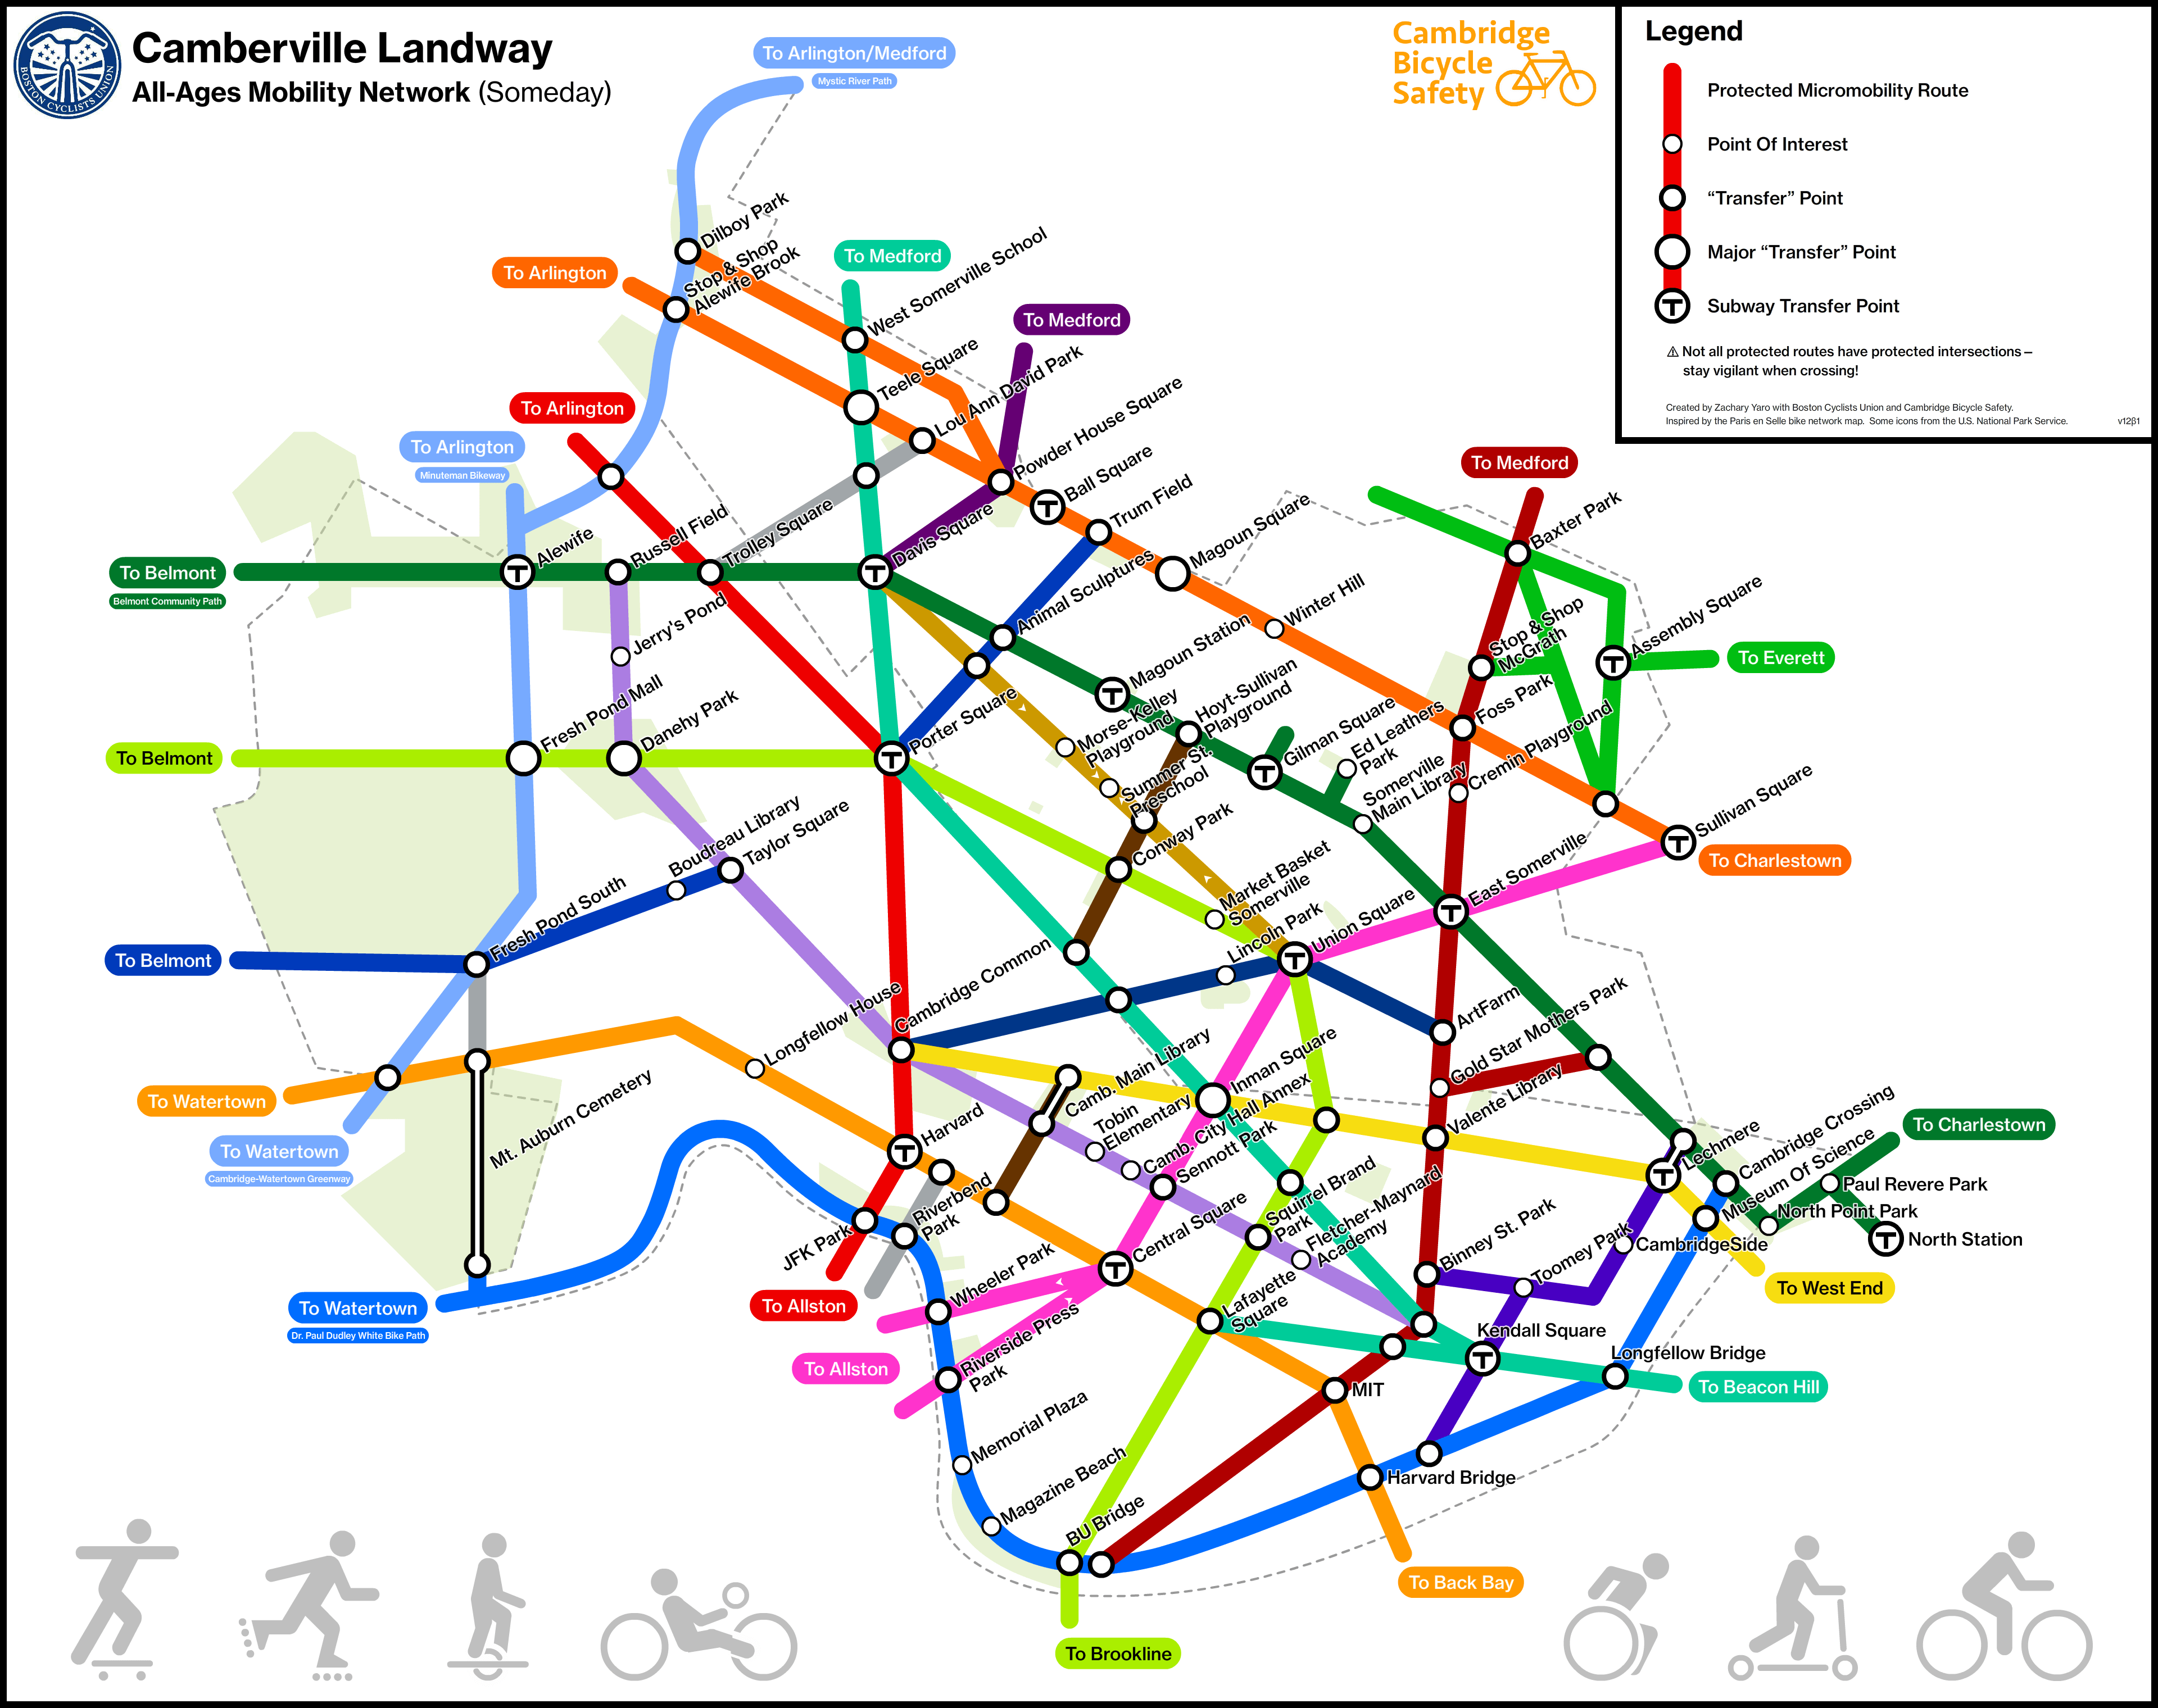 BOSTON CYCLISTS UNION
Camberville Landway
All-Ages Mobility Network (Someday)
Cambridge
Bicycle
Safety
Legend
Protected Micromobility Route
Point Of Interest
“Transfer” Point
Major “Transfer” Point
T
Subway Transfer Point
⚠ Not all protected routes have protected intersections –
stay vigilant when crossing!
Created by Zachary Yaro with Boston Cyclists Union and Cambridge Bicycle Safety.
Inspired by the Paris en Selle bike network map. Some icons from the U.S. National Park Service.
v12β1
To Arlington/Medford
Mystic River Path
Dilboy Park
Stop & Shop
Alewife Brook
To Arlington
To Medford
West Somerville School
To Medford
Teele Square
Lou Ann David Park
To Arlington
To Arlington
Minuteman Bikeway
Powder House Square
Ball Square
Trum Field
Magoun Square
To Medford
Baxter Park
To Belmont
Belmont Community Path
Alewife
Russell Field
Trolley Square
Davis Square
Animal Sculptures
Winter Hill
Stop & Shop
McGrath
Assembly Square
To Everett
Jerry's Pond
Magoun Station
Hoyt-Sullivan
Playground
Morse-Kelley
Playground
Gilman Square
Ed Leathers
Park
Foss Park
To Belmont
Fresh Pond Mall
Danehy Park
Porter Square
Summer St.
Preschool
Somerville
Main Library
Cremin Playground
Sullivan Square
To Charlestown
Boudreau Library
Taylor Square
Conway Park
Market Basket
Somerville
East Somerville
To Belmont
Fresh Pond South
Lincoln Park
Union Square
Cambridge Common
Longfellow House
ArtFarm
Gold Star Mothers Park
To Watertown
To Watertown
Cambridge-Watertown Greenway
Mt. Auburn Cemetery
Harvard
Camb. Main Library
Tobin
Elementary
Inman Square
Camb. City Hall Annex
Sennott Park
Valente Library
Lechmere
Cambridge Crossing
Museum Of Science
To Charlestown
Paul Revere Park
North Point Park
North Station
CambridgeSide
To West End
JFK Park
Riverbend
Park
Central Square
Squirrel Brand
Park
Fletcher-Maynard
Academy
Binney St. Park
Toomey Park
To Watertown
Dr. Paul Dudley White Bike Path
To Allston
Wheeler Park
Lafayette
Square
Kendall Square
Longfellow Bridge
To Beacon Hill
To Allston
Riverside Press
Park
MIT
Memorial Plaza
Harvard Bridge
Magazine Beach
BU Bridge
To Back Bay
To Brookline